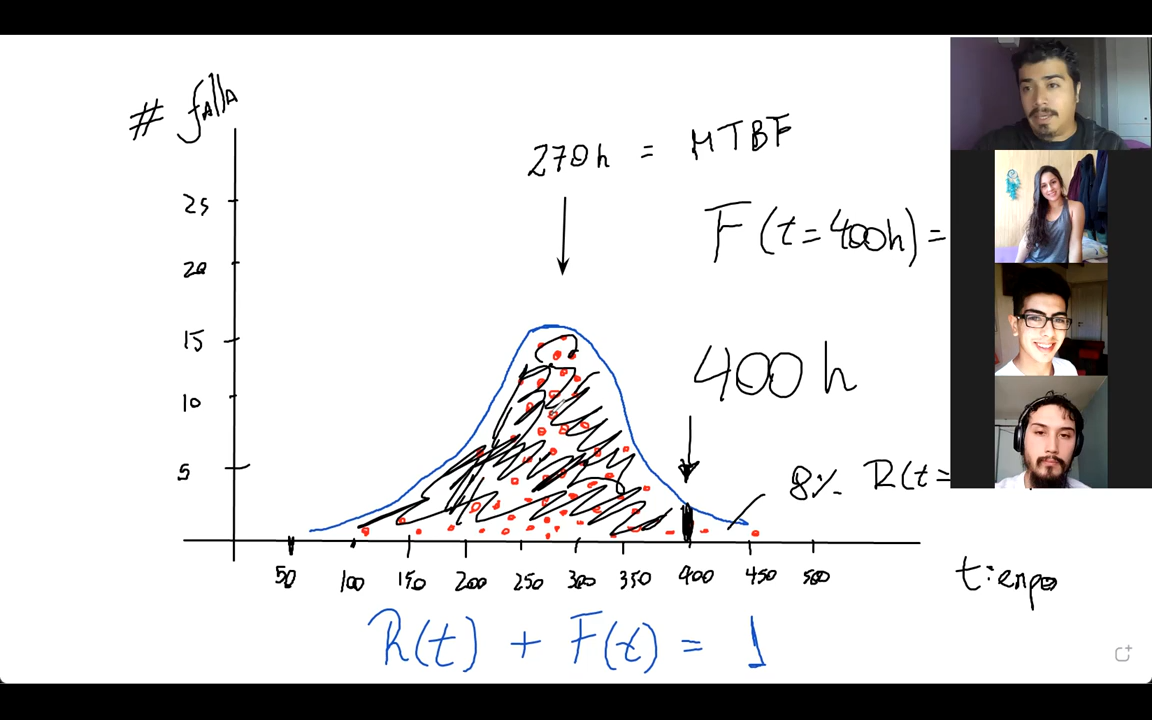 # fallA
270h = MTBF
25
F(t=400h)=
20
15
400 h
10
5
8% R(t=
50 100 150 200 250 300 350 400 450 500
tiempo
R(t) + F(t) = 1